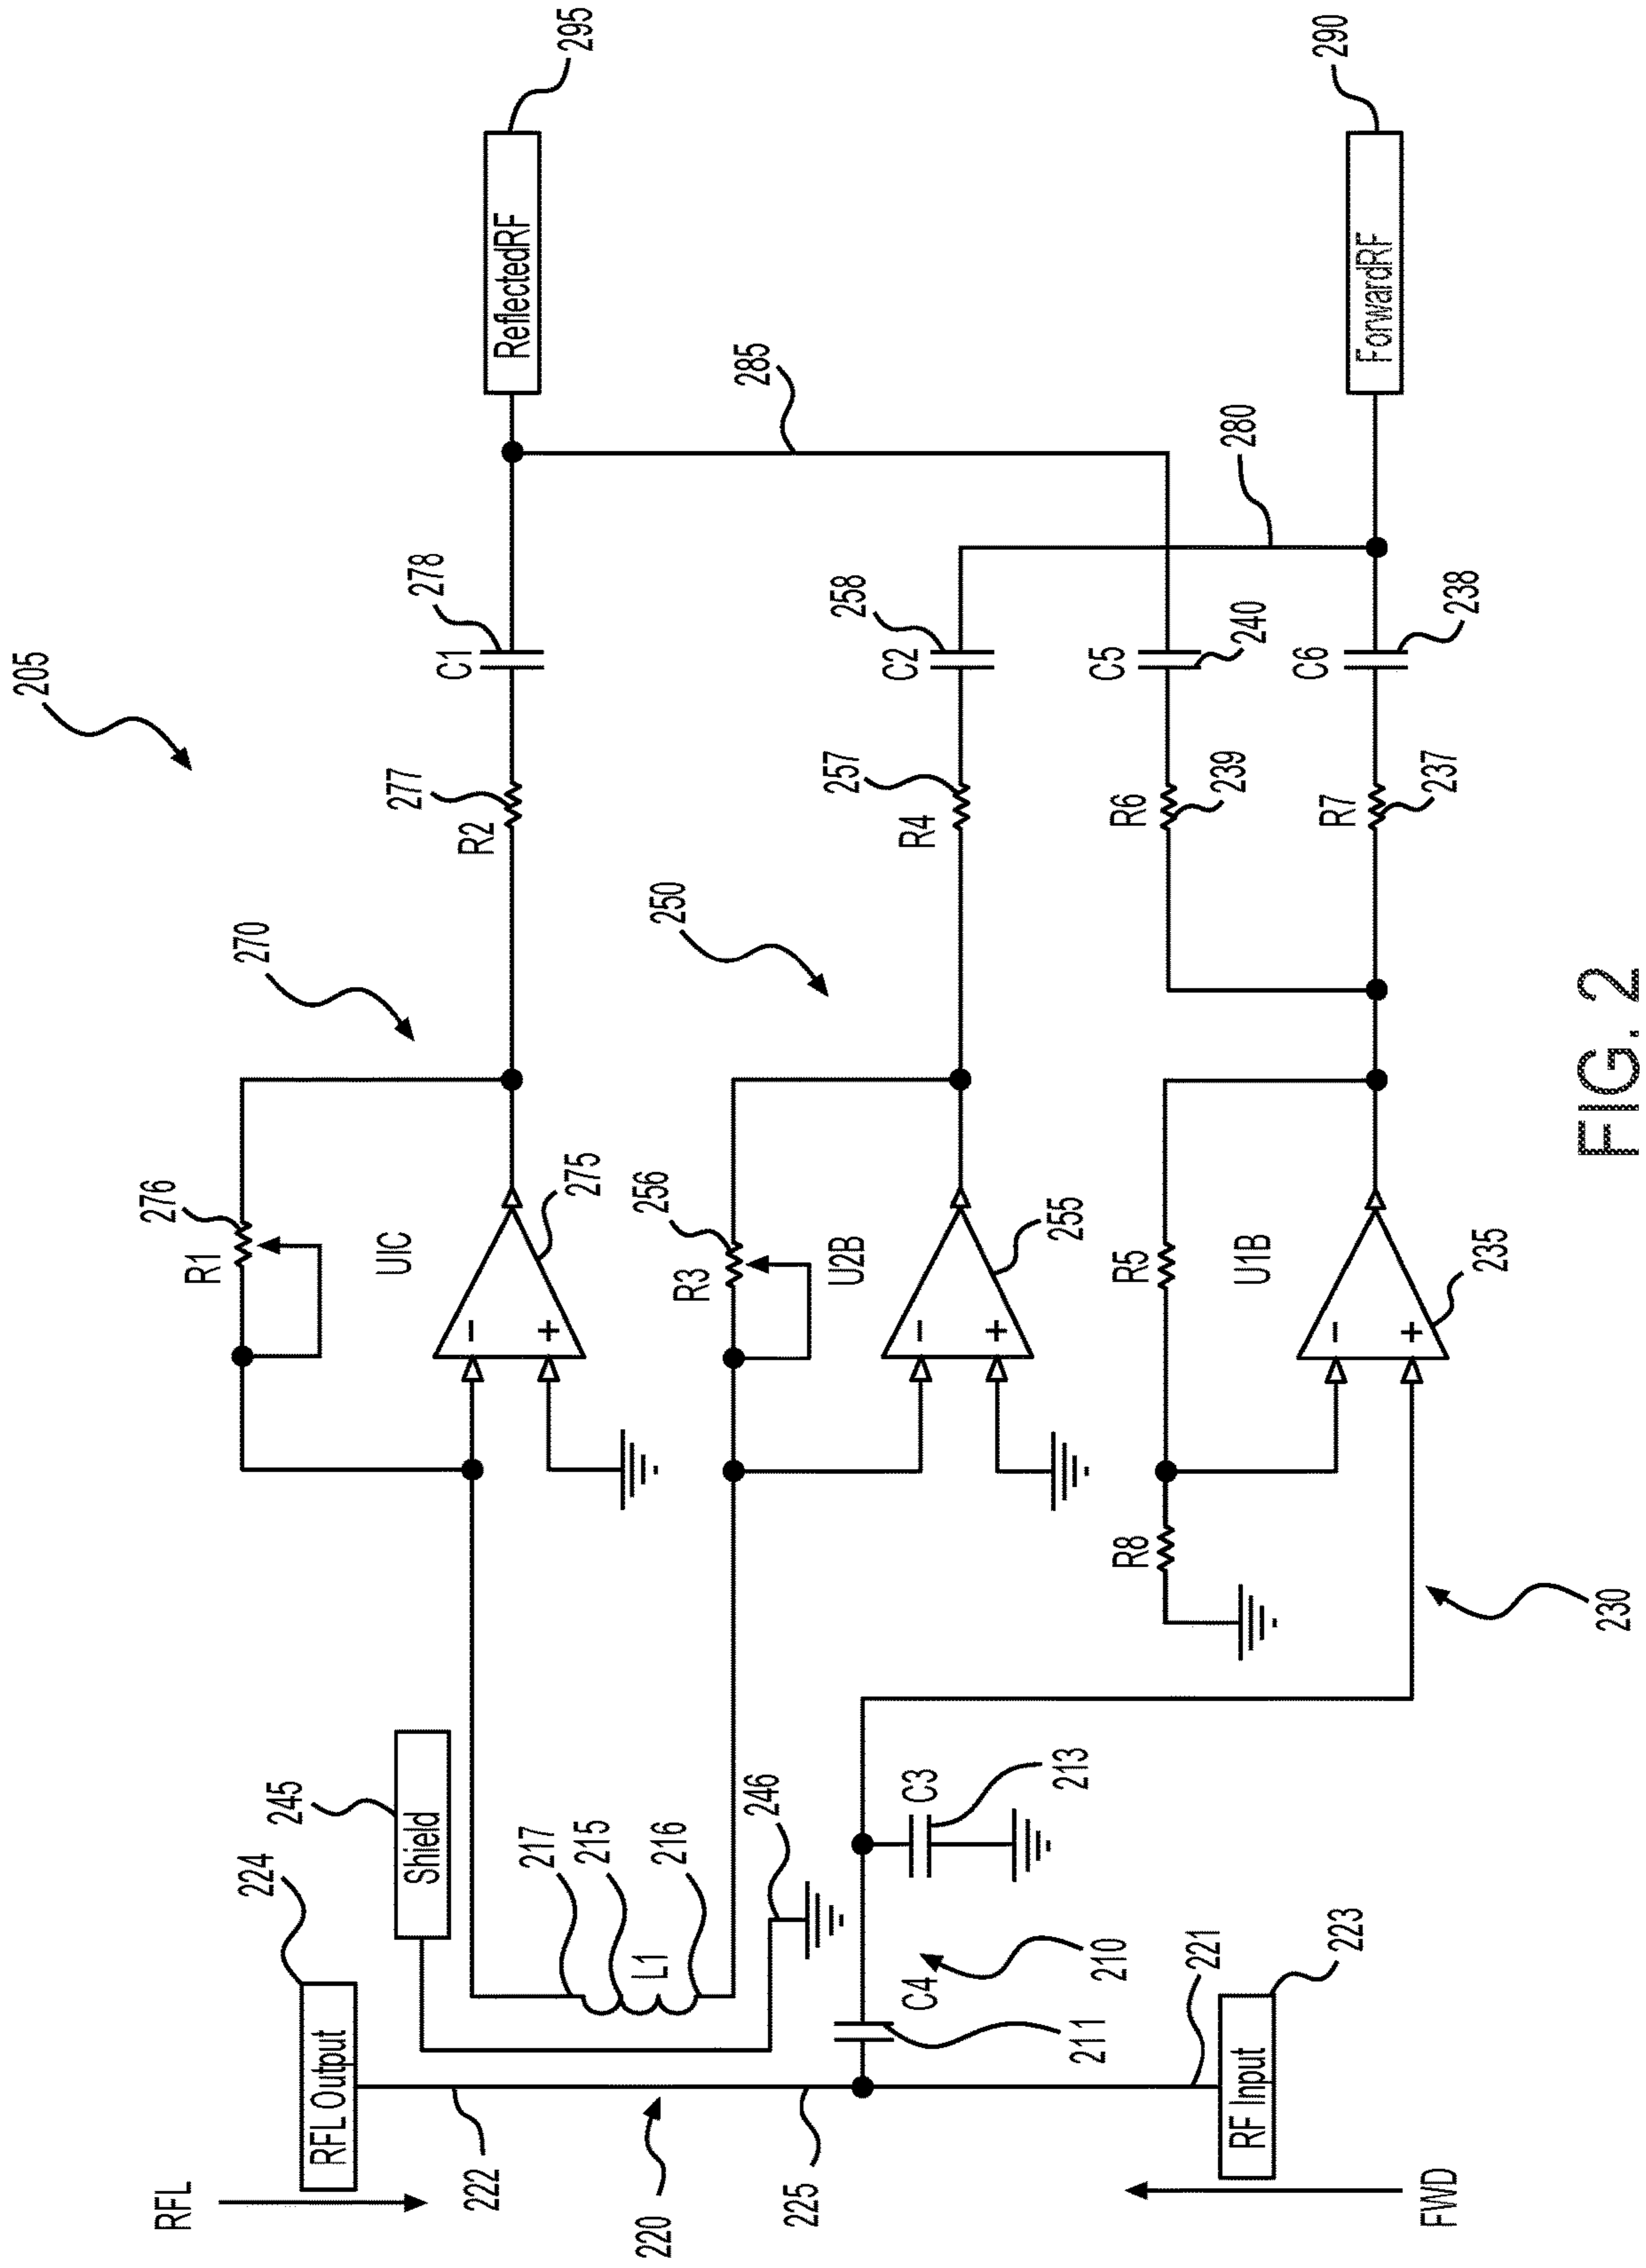 205
295
ReflectedRF
285
290
ForwardRF
280
278
C1
277
R2
258
C2
257
R4
C5
240
R6
239
C6
238
R7
237
270
250
276
R1
UIC
275
256
R3
U2B
255
R5
U1B
235
R8
230
245
Shield
224
RFL Output
217
215
216
L1
246
C3
213
C4
210
211
221
223
RF Input
RFL
222
220
225
FWD
FIG. 2